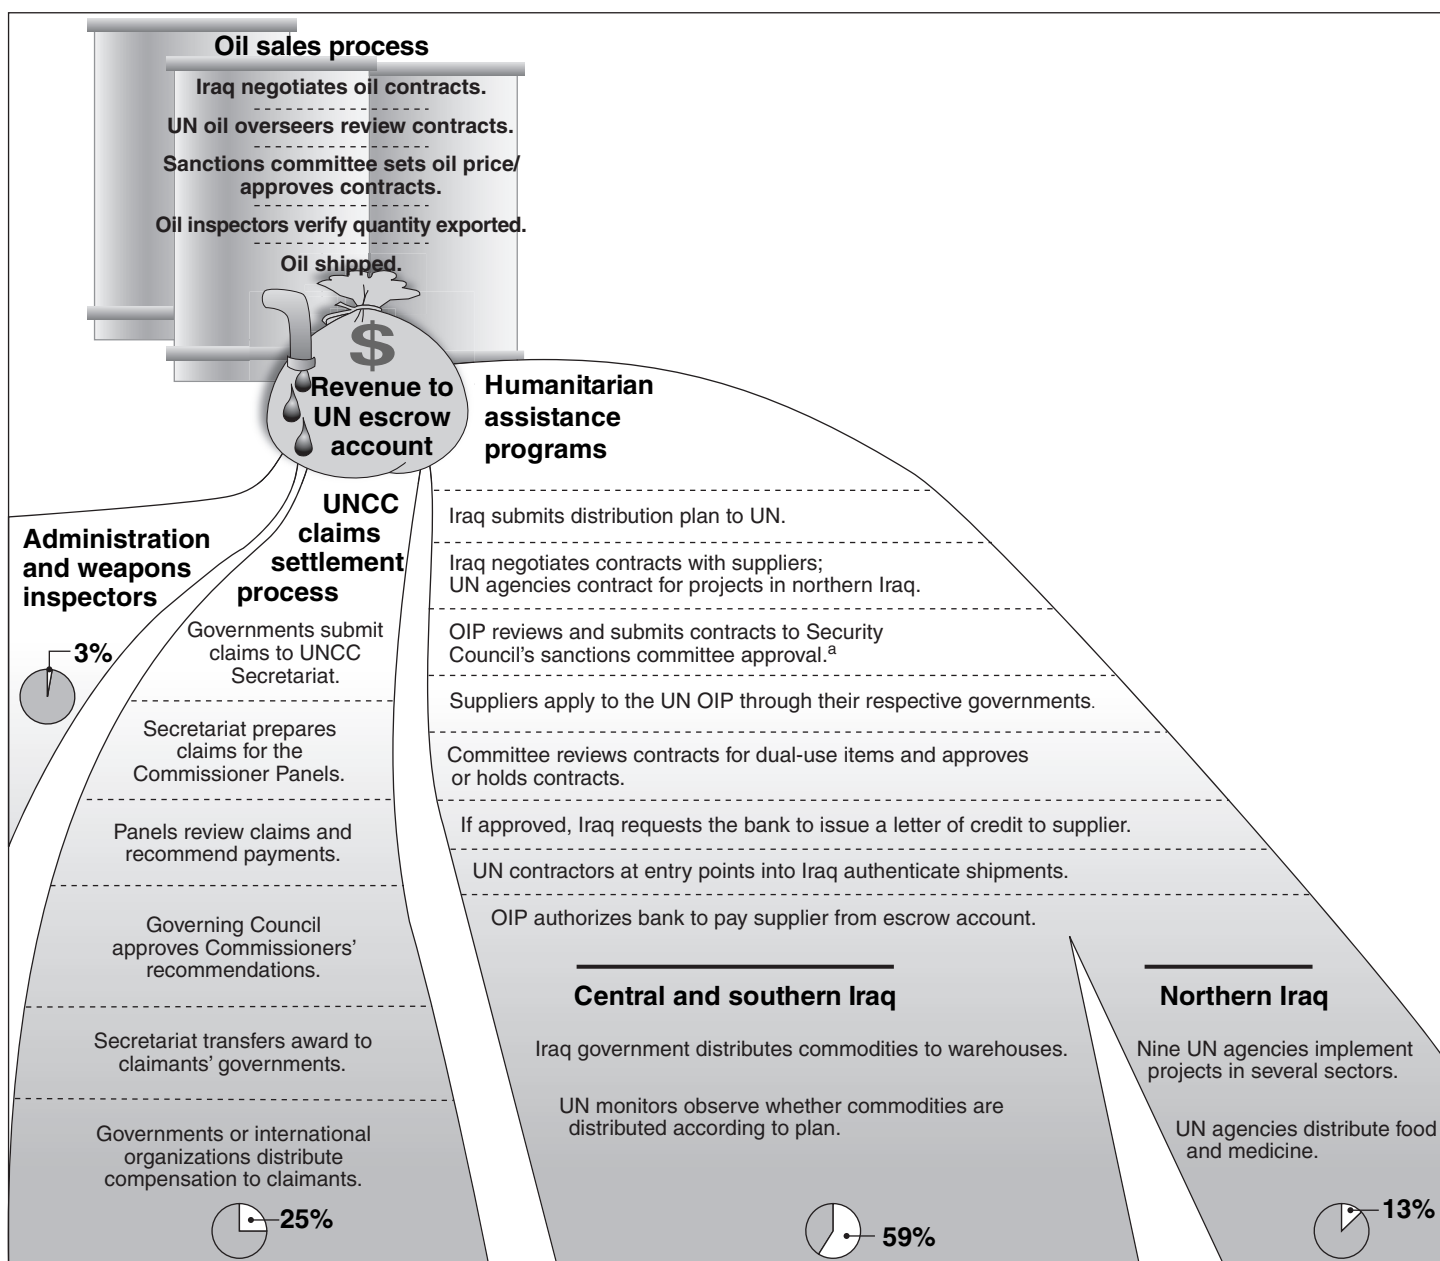 Oil sales process
Iraq negotiates oil contracts.
UN oil overseers review contracts.
Sanctions committee sets oil price/
approves contracts.
Oil inspectors verify quantity exported.
Oil shipped.
$
Revenue to
UN escrow
account
Administration
and weapons
inspectors
3%
UNCC
claims
settlement
process
Governments submit
claims to UNCC
Secretariat.
Secretariat prepares
claims for the
Commissioner Panels.
Panels review claims and
recommend payments.
Governing Council
approves Commissioners'
recommendations.
Secretariat transfers award to
claimants' governments.
Governments or international
organizations distribute
compensation to claimants.
25%
Humanitarian
assistance
programs
Iraq submits distribution plan to UN.
Iraq negotiates contracts with suppliers;
UN agencies contract for projects in northern Iraq.
OIP reviews and submits contracts to Security
Council's sanctions committee approval.a
Suppliers apply to the UN OIP through their respective governments.
Committee reviews contracts for dual-use items and approves
or holds contracts.
If approved, Iraq requests the bank to issue a letter of credit to supplier.
UN contractors at entry points into Iraq authenticate shipments.
OIP authorizes bank to pay supplier from escrow account.
Central and southern Iraq
Iraq government distributes commodities to warehouses.
UN monitors observe whether commodities are
distributed according to plan.
59%
Northern Iraq
Nine UN agencies implement
projects in several sectors.
UN agencies distribute food
and medicine.
13%